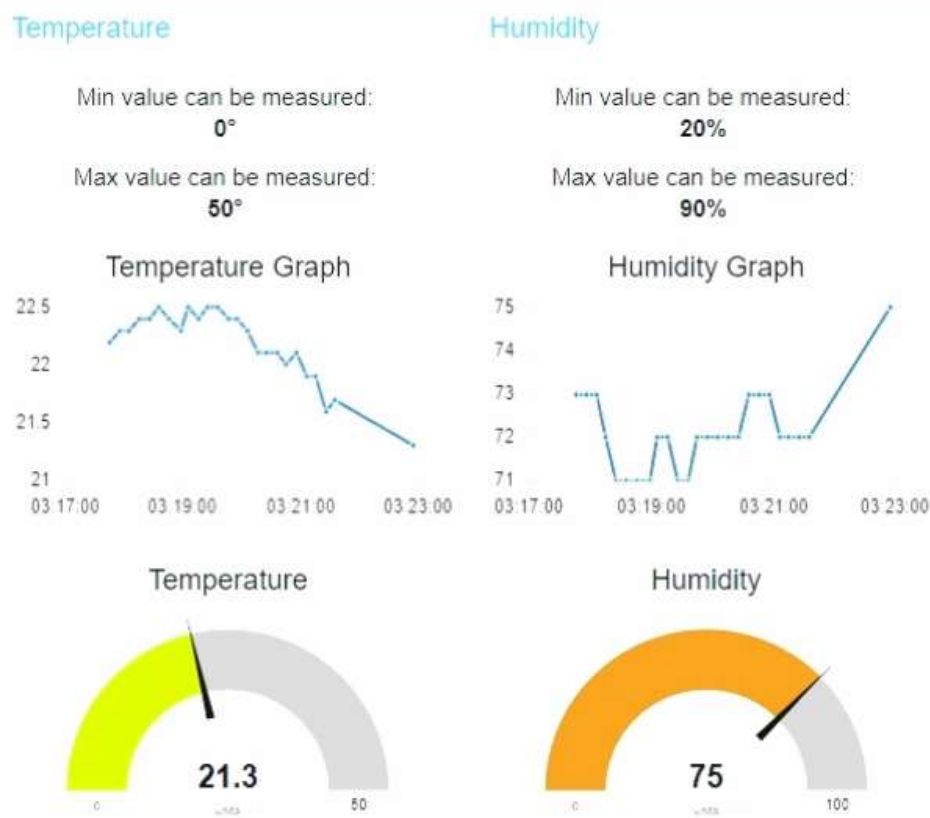 Temperature
Min value can be measured:
0°
Max value can be measured:
50°
Temperature Graph
22.5
22
21.5
21
03:17:00 03:19:00 03:21:00 03:23:00
Temperature
21.3
0
50
Humidity
Min value can be measured:
20%
Max value can be measured:
90%
Humidity Graph
75
74
73
72
71
03:17:00 03:19:00 03:21:00 03:23:00
Humidity
75
0
100